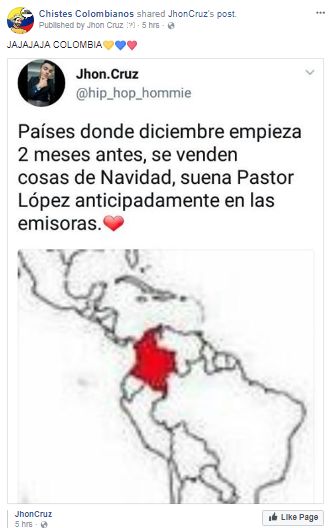 Chistes Colombianos shared JhonCruz's post.
Published by Jhon Cruz [?] · 5 hrs ·
JAJAJAJA COLOMBIA💛💙❤
Jhon.Cruz
@hip_hop_hommie
Países donde diciembre empieza
2 meses antes, se venden
cosas de Navidad, suena Pastor
López anticipadamente en las
emisoras.❤
JhonCruz
5 hrs ·
Like Page